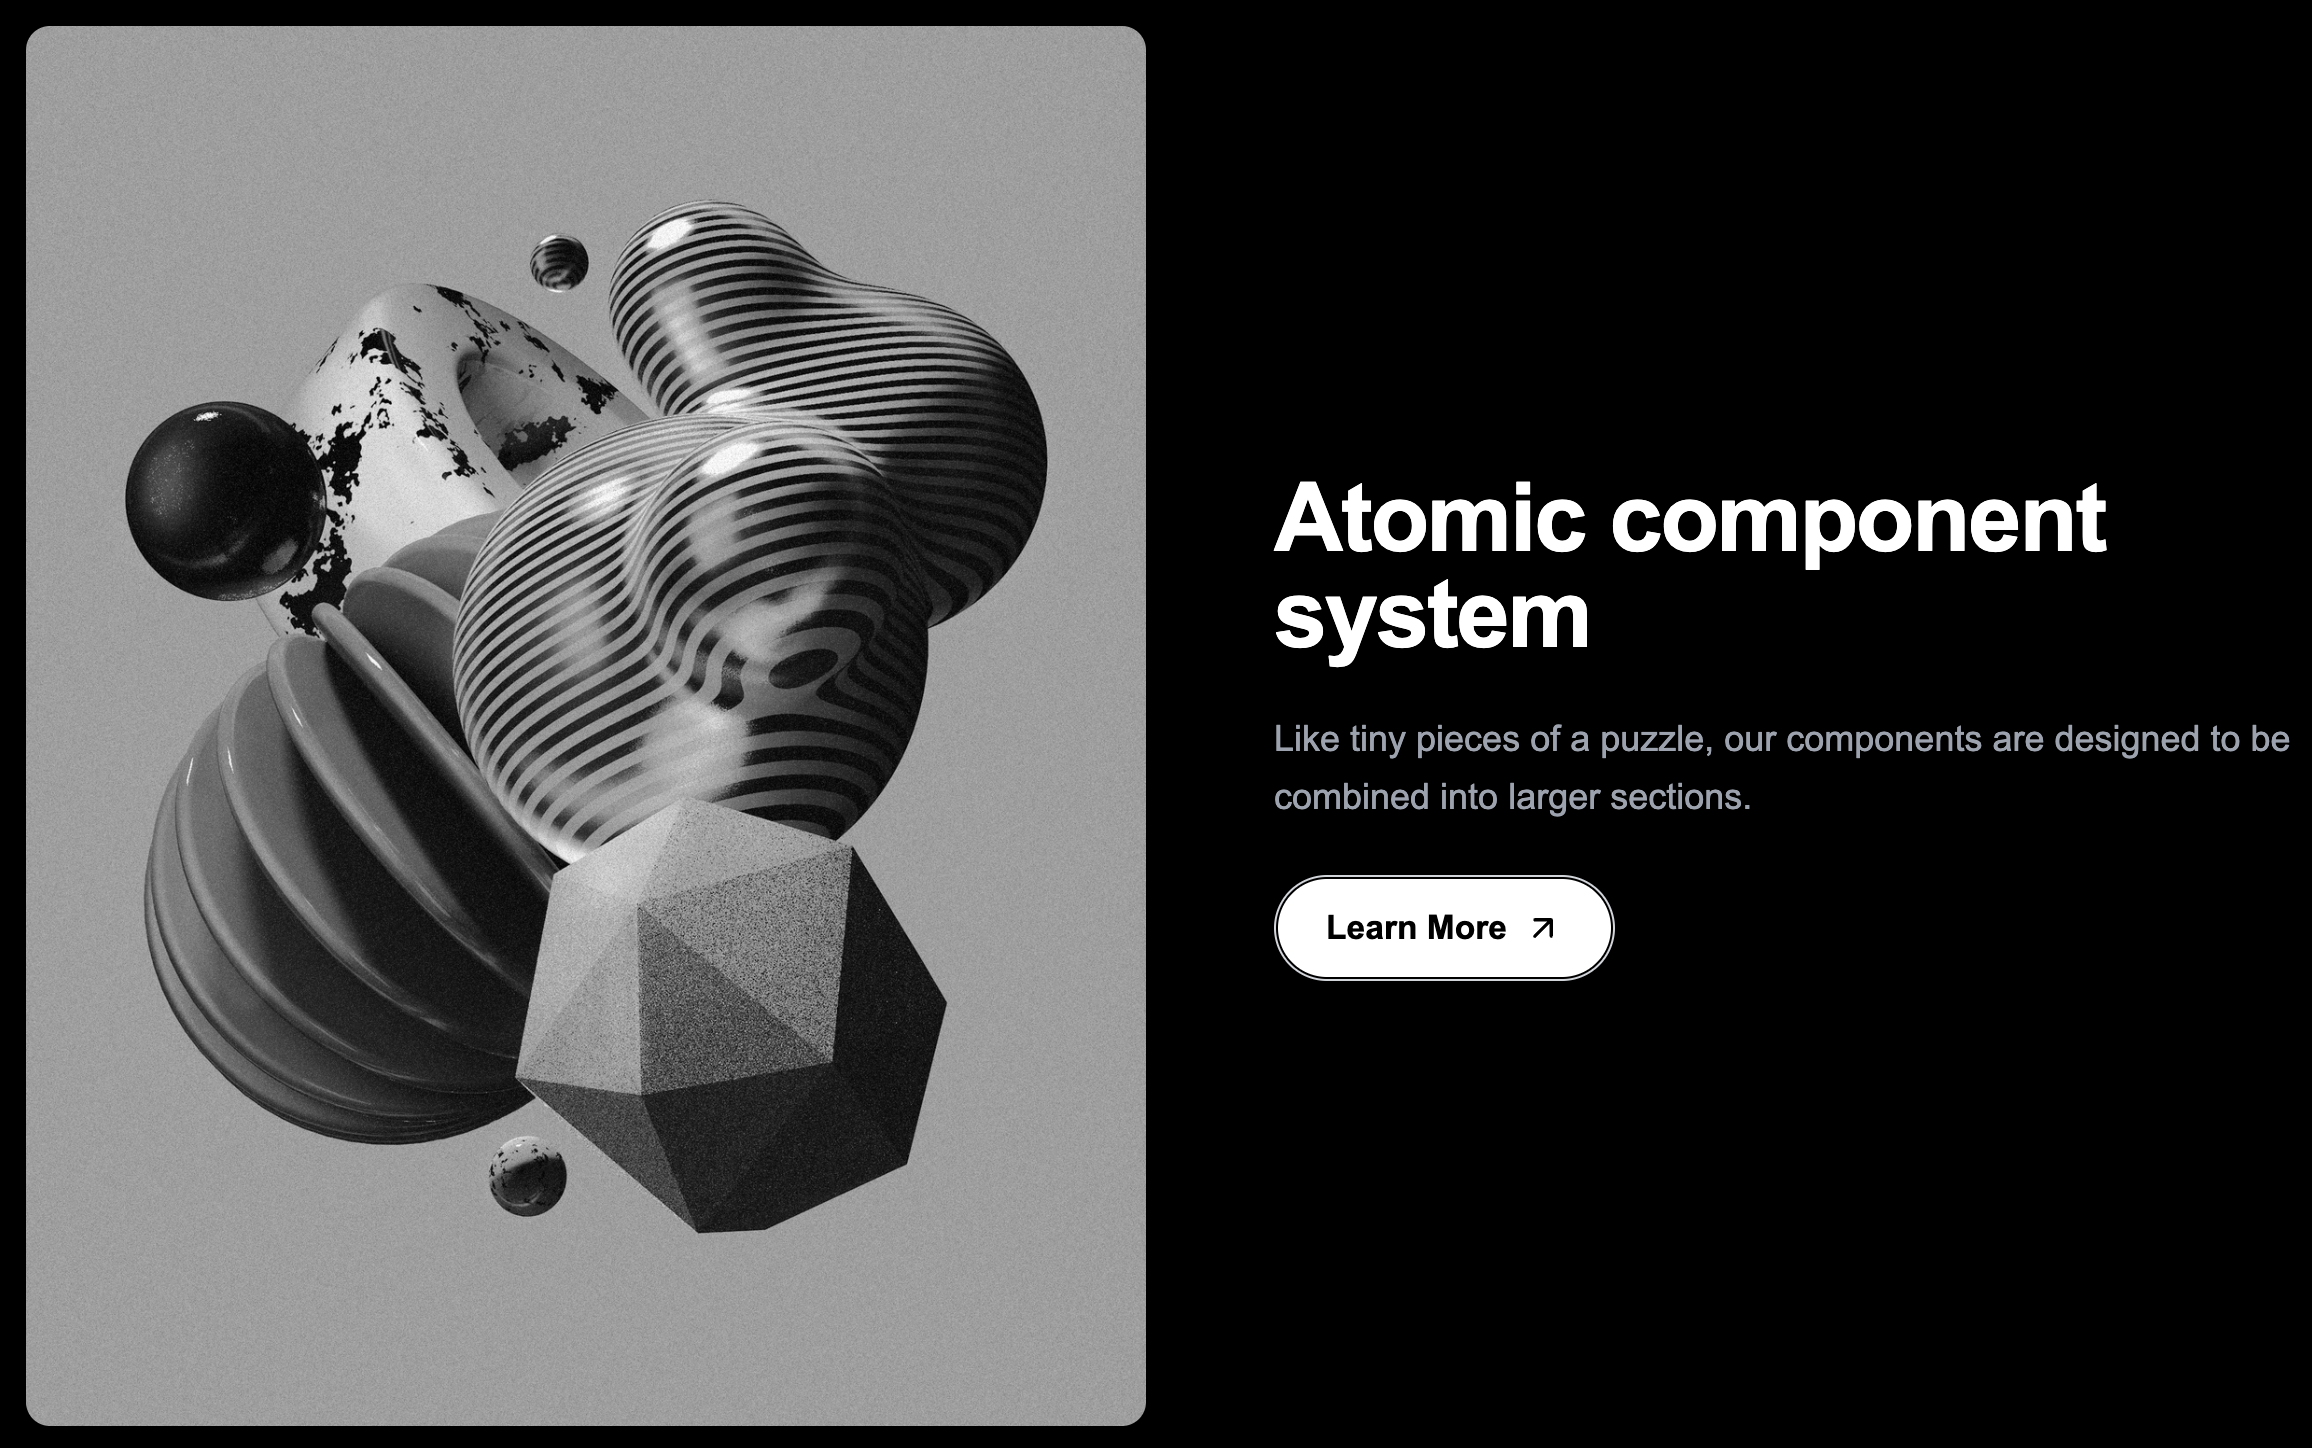 Atomic component
system
Like tiny pieces of a puzzle, our components are designed to be
combined into larger sections.
Learn More